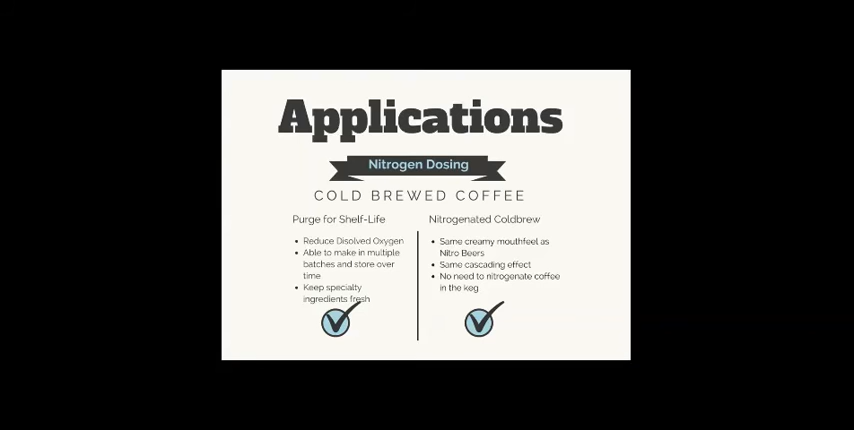 Applications
Nitrogen Dosing
COLD BREWED COFFEE
Purge for Shelf-Life
Reduce Disolved Oxygen
Able to make in multiple
batches and store over
time
Keep specialty
ingredients fresh
Nitrogenated Coldbrew
Same creamy mouthfeel as
Nitro Beers
Same cascading effect
No need to nitrogenate coffee
in the keg